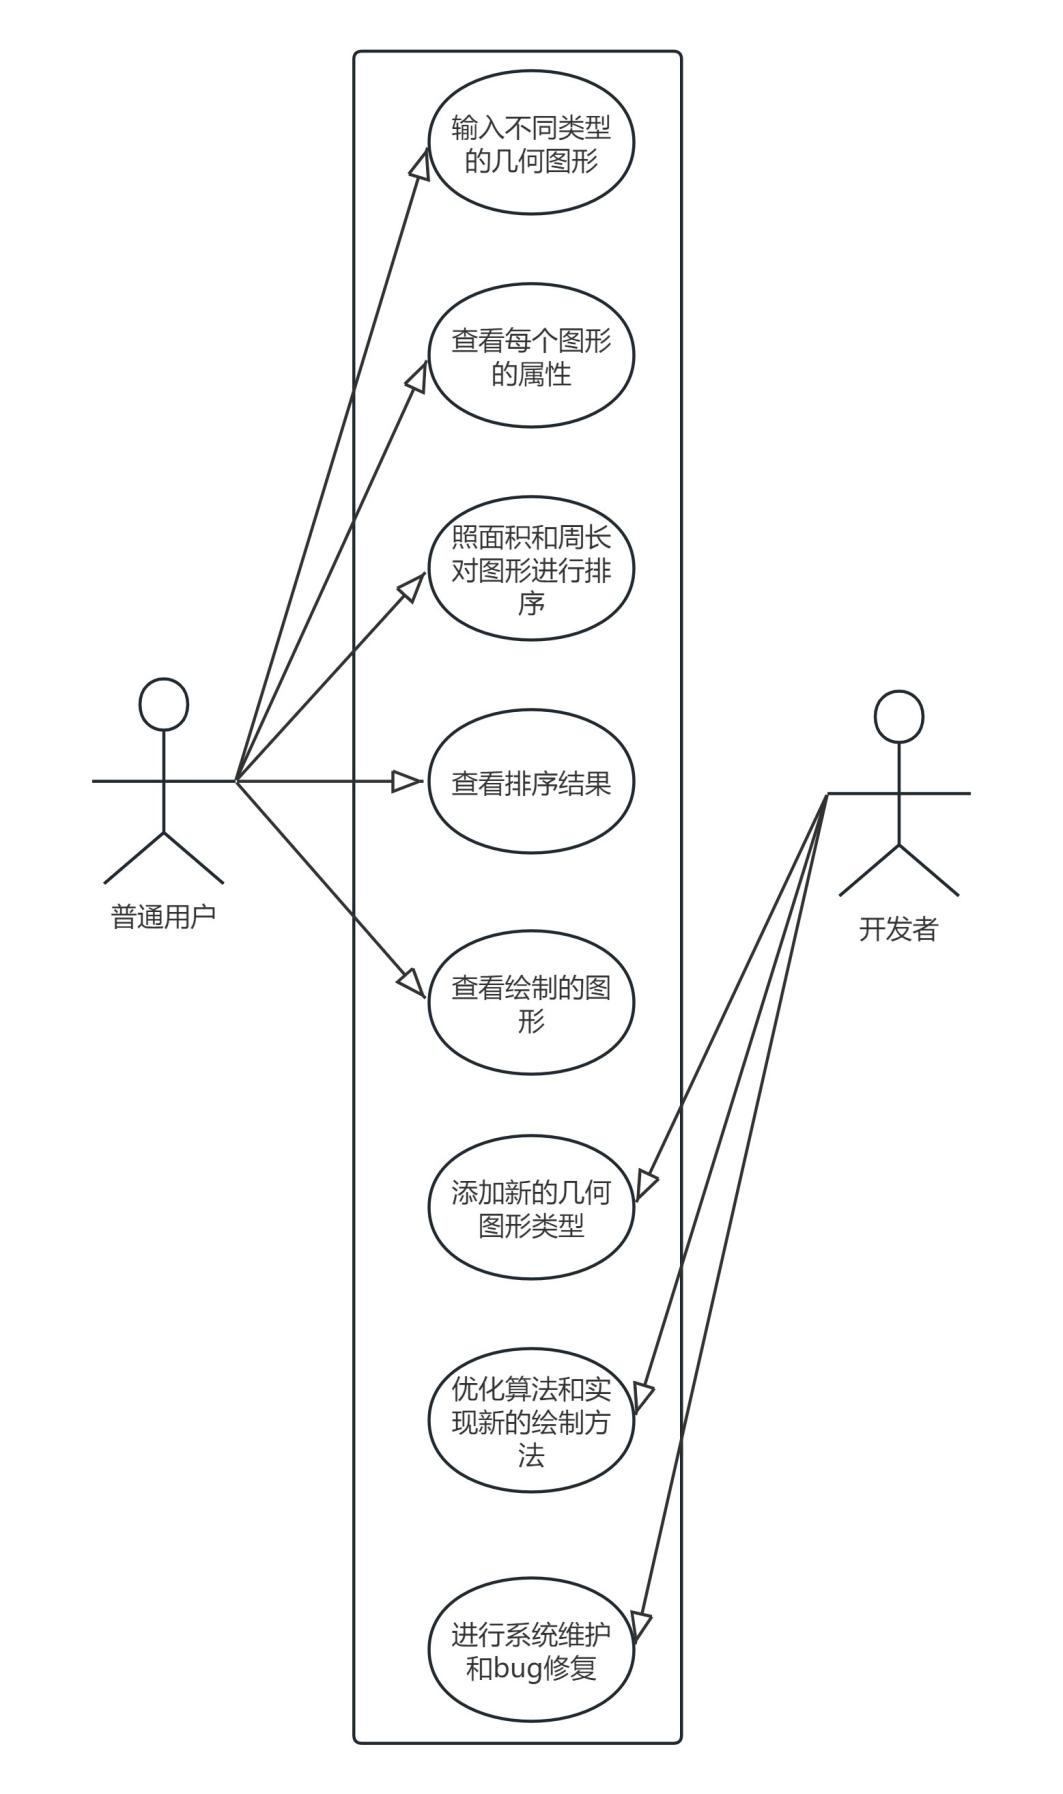 输入不同类型
的几何图形
查看每个图形
的属性
照面积和周长
对图形进行排
序
查看排序结果
普通用户
开发者
查看绘制的图
形
添加新的几何
图形类型
优化算法和实
现新的绘制方
法
进行系统维护
和bug修复